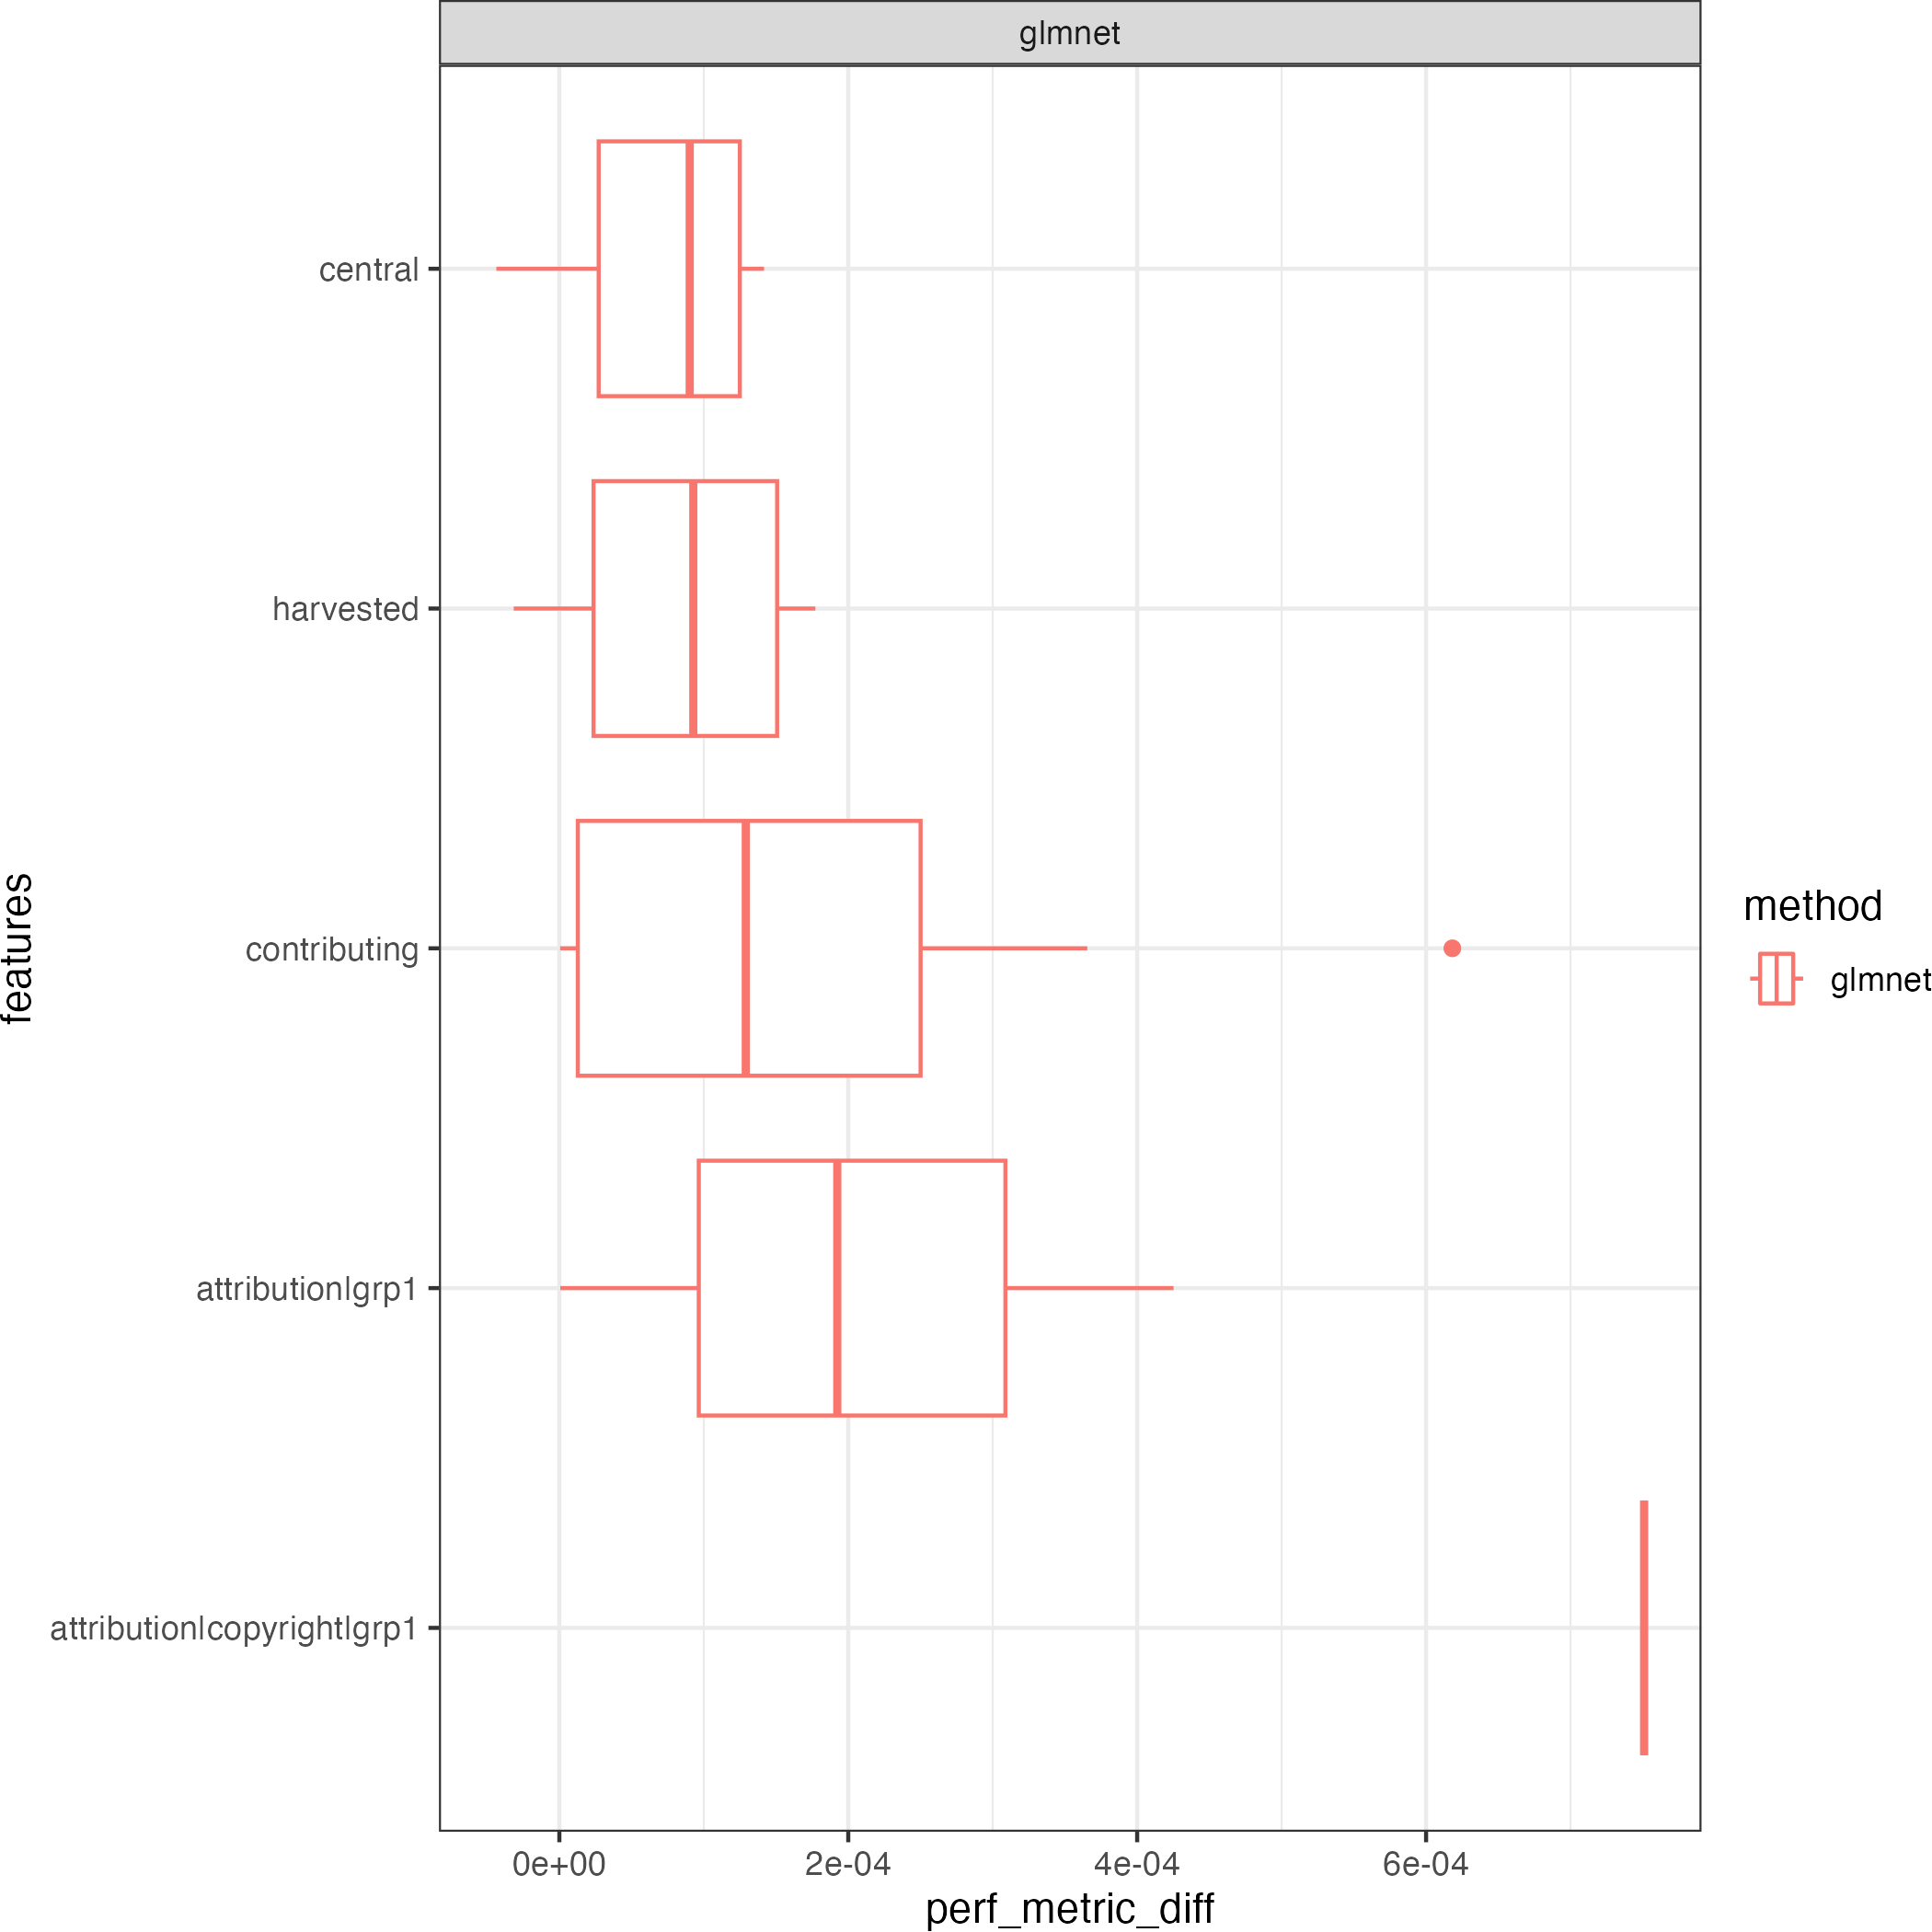 glmnet
central
harvested
contributing
attribution|grp1
attribution|copyright|grp1
features
0e+00 2e-04 4e-04 6e-04
perf_metric_diff
method
glmnet